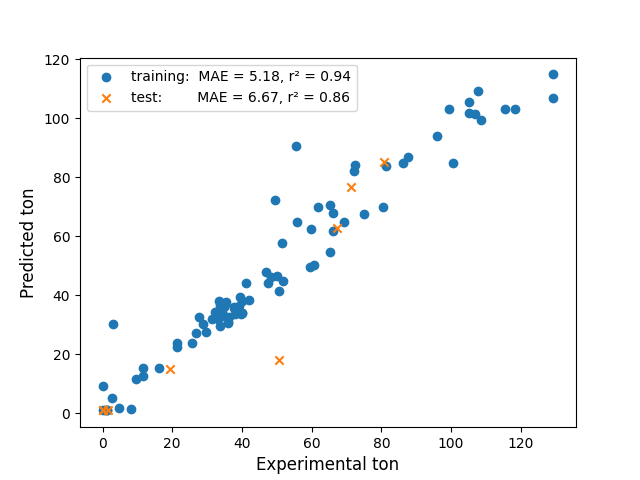 training:  MAE = 5.18, r² = 0.94
test:        MAE = 6.67, r² = 0.86
120
100
80
60
40
20
0
Predicted ton
0 20 40 60 80 100 120
Experimental ton